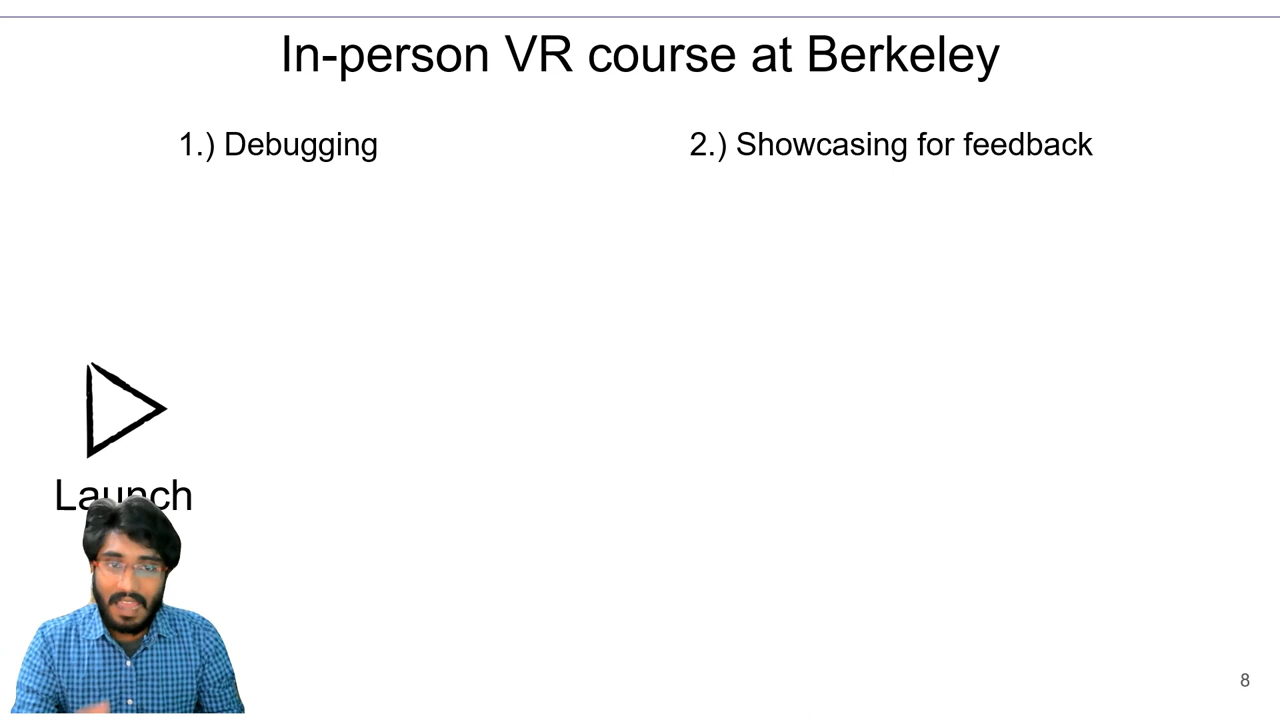 In-person VR course at Berkeley
1.) Debugging
2.) Showcasing for feedback
Launch
8